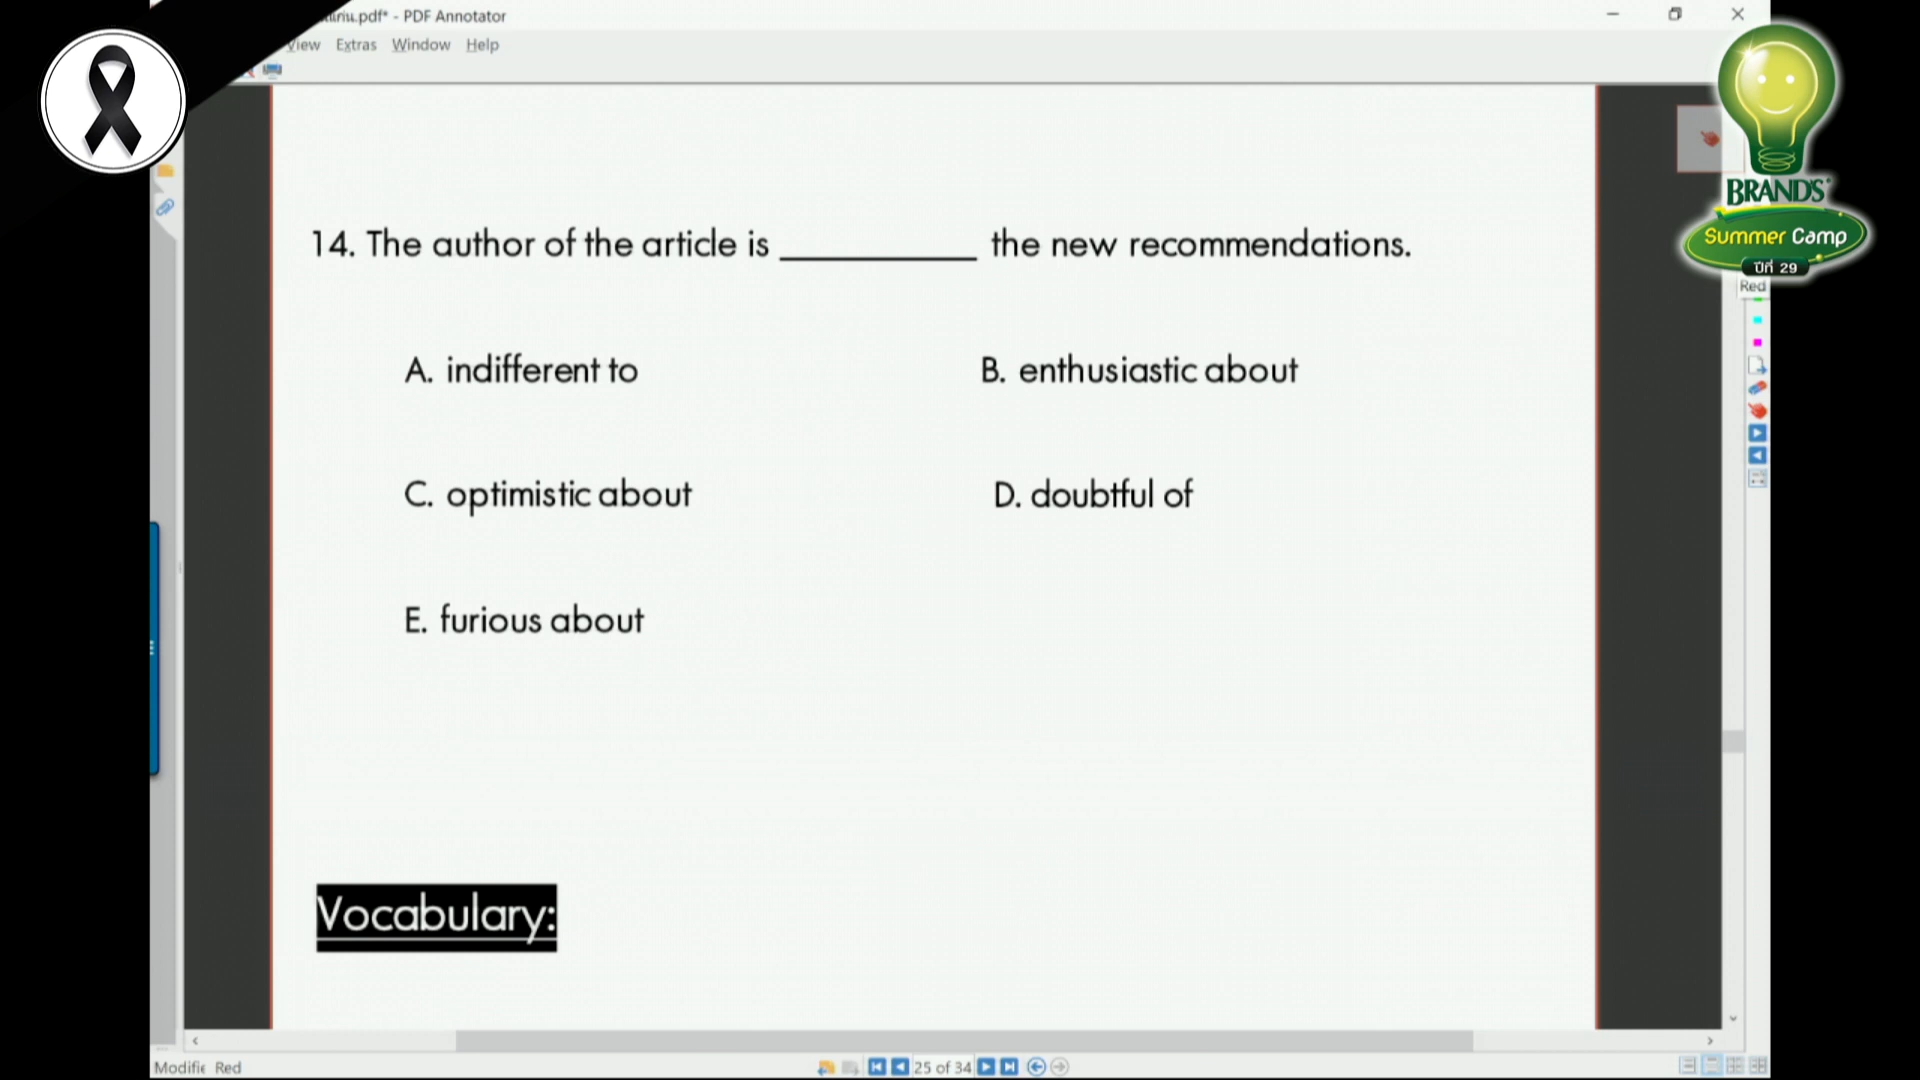 .pdf* - PDF Annotator
View Extras Window Help
BRAND'S
Summer Camp
ปีที่ 29
Red
14. The author of the article is __________ the new recommendations.
A. indifferent to
B. enthusiastic about
C. optimistic about
D. doubtful of
E. furious about
Vocabulary:
Modifie Red
25 of 34